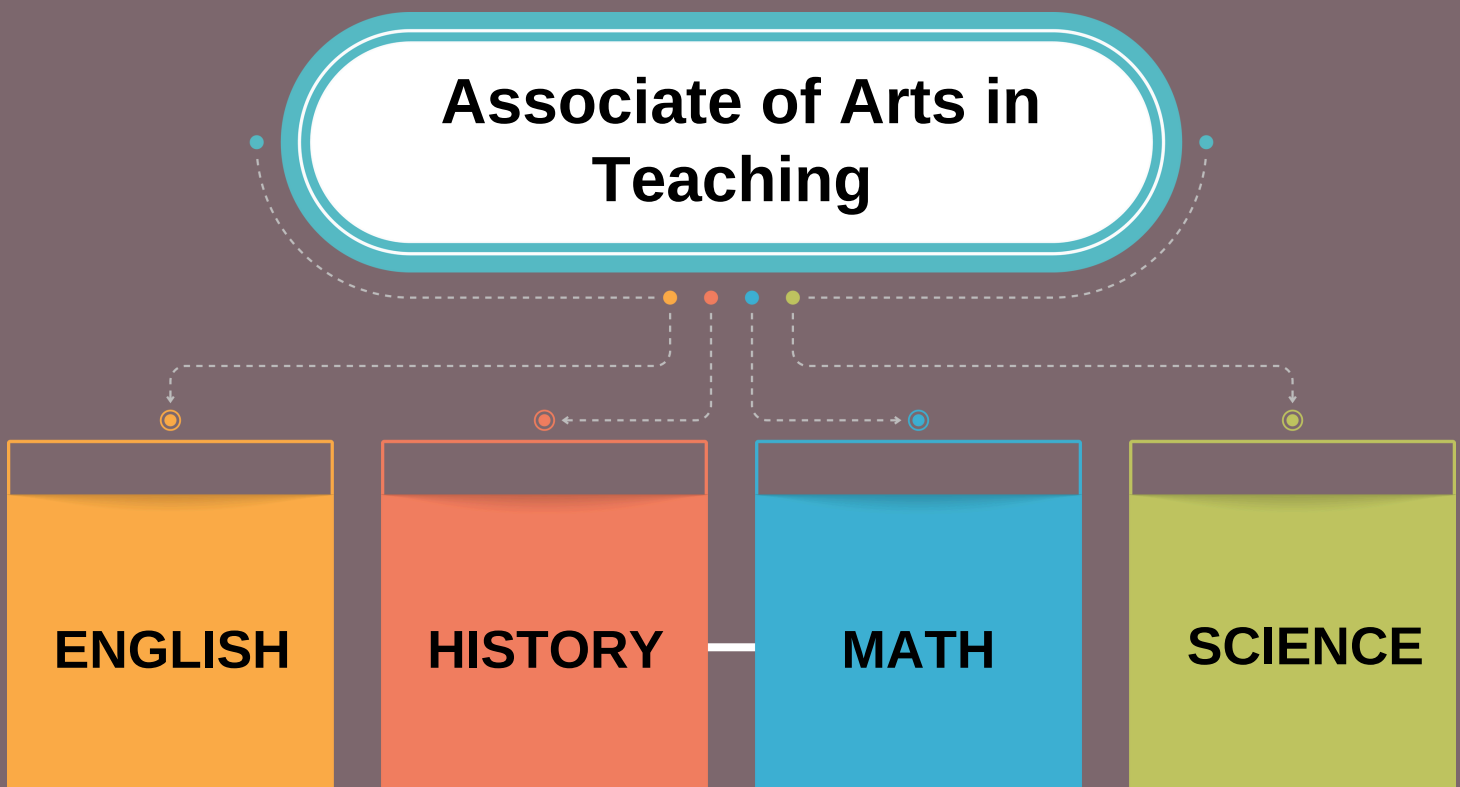 Associate of Arts in
Teaching
ENGLISH
HISTORY
MATH
SCIENCE